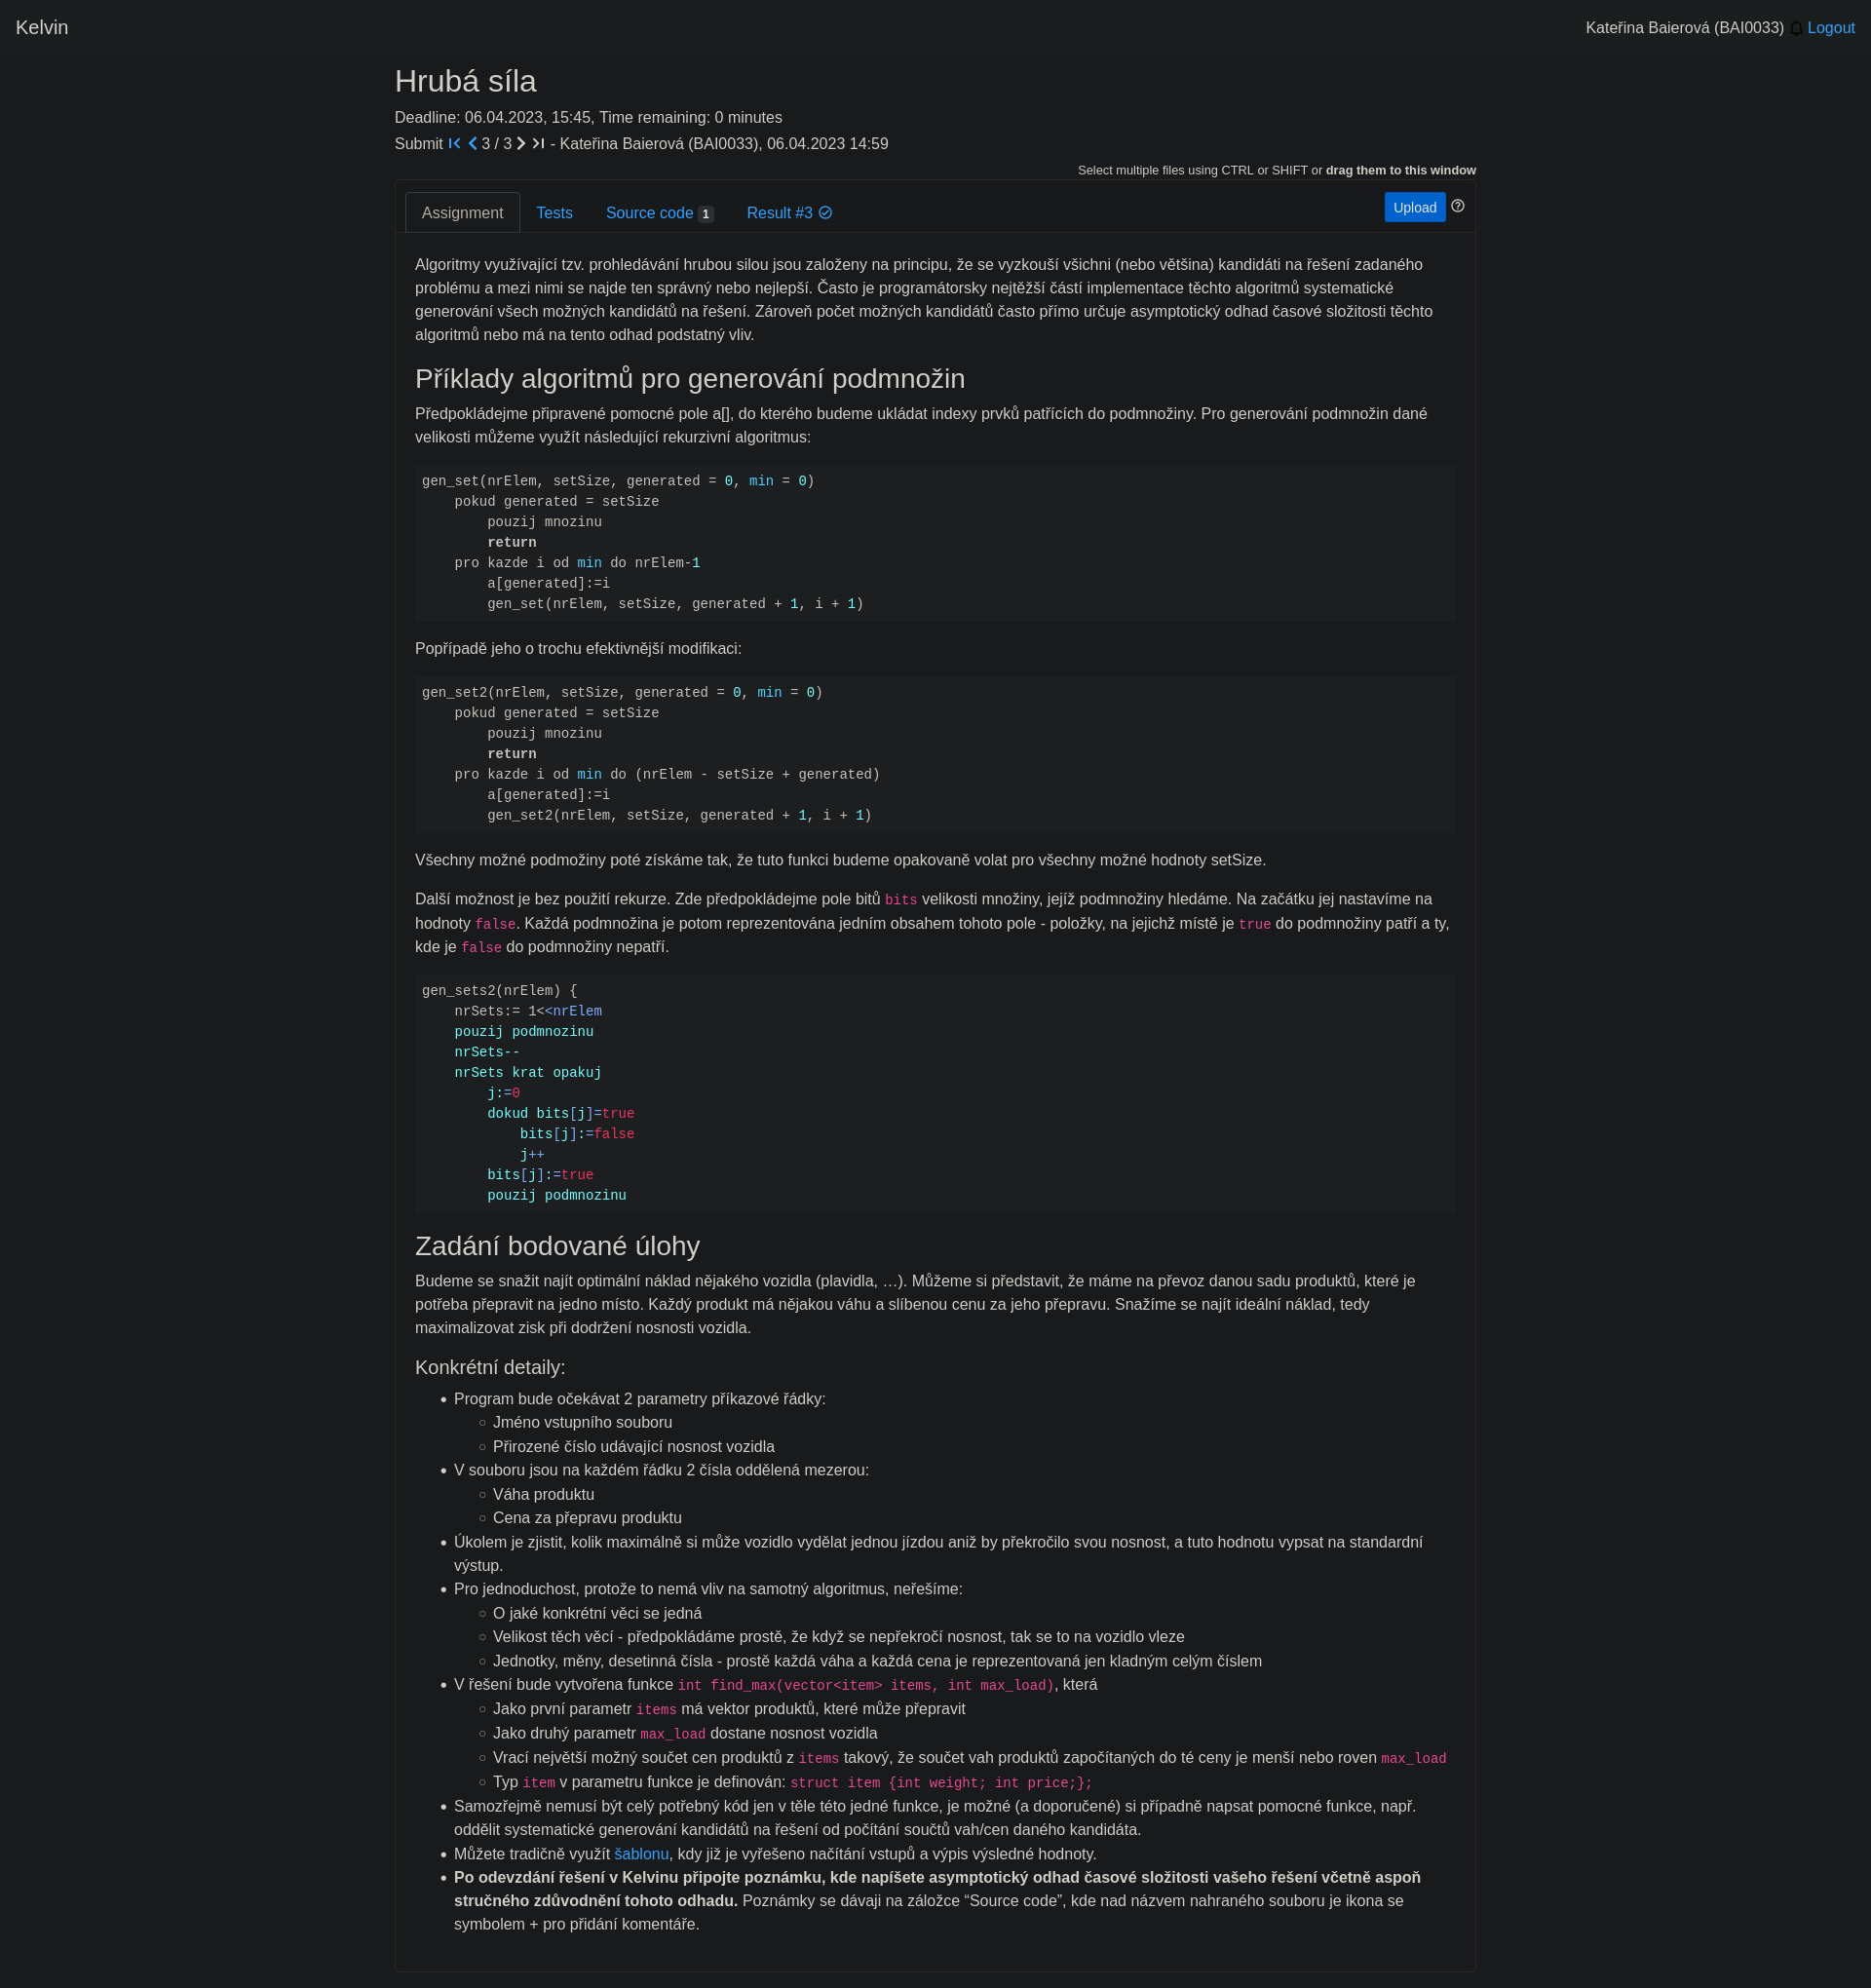 Kelvin
Kateřina Baierová (BAI0033) Logout
Hrubá síla
Deadline: 06.04.2023, 15:45, Time remaining: 0 minutes
Submit 3 / 3 - Kateřina Baierová (BAI0033), 06.04.2023 14:59
Select multiple files using CTRL or SHIFT or drag them to this window
Assignment Tests Source code 1 Result #3 Upload
Algoritmy využívající tzv. prohledávání hrubou silou jsou založeny na principu, že se vyzkouší všichni (nebo většina) kandidáti na řešení zadaného
problému a mezi nimi se najde ten správný nebo nejlepší. Často je programátorsky nejtěžší částí implementace těchto algoritmů systematické
generování všech možných kandidátů na řešení. Zároveň počet možných kandidátů často přímo určuje asymptotický odhad časové složitosti těchto
algoritmů nebo má na tento odhad podstatný vliv.
Příklady algoritmů pro generování podmnožin
Předpokládejme připravené pomocné pole a[], do kterého budeme ukládat indexy prvků patřících do podmnožiny. Pro generování podmnožin dané
velikosti můžeme využít následující rekurzivní algoritmus:
gen_set(nrElem, setSize, generated = 0, min = 0)
pokud generated = setSize
pouzij mnozinu
return
pro kazde i od min do nrElem-1
a[generated]:=i
gen_set(nrElem, setSize, generated + 1, i + 1)
Popřípadě jeho o trochu efektivnější modifikaci:
gen_set2(nrElem, setSize, generated = 0, min = 0)
pokud generated = setSize
pouzij mnozinu
return
pro kazde i od min do (nrElem - setSize + generated)
a[generated]:=i
gen_set2(nrElem, setSize, generated + 1, i + 1)
Všechny možné podmožiny poté získáme tak, že tuto funkci budeme opakovaně volat pro všechny možné hodnoty setSize.
Další možnost je bez použití rekurze. Zde předpokládejme pole bitů bits velikosti množiny, jejíž podmnožiny hledáme. Na začátku jej nastavíme na
hodnoty false. Každá podmnožina je potom reprezentována jedním obsahem tohoto pole - položky, na jejichž místě je true do podmnožiny patří a ty,
kde je false do podmnožiny nepatří.
gen_sets2(nrElem) {
nrSets:= 1<<nrElem
pouzij podmnozinu
nrSets--
nrSets krat opakuj
j:=0
dokud bits[j]=true
bits[j]:=false
j++
bits[j]:=true
pouzij podmnozinu
Zadání bodované úlohy
Budeme se snažit najít optimální náklad nějakého vozidla (plavidla, …). Můžeme si představit, že máme na převoz danou sadu produktů, které je
potřeba přepravit na jedno místo. Každý produkt má nějakou váhu a slíbenou cenu za jeho přepravu. Snažíme se najít ideální náklad, tedy
maximalizovat zisk při dodržení nosnosti vozidla.
Konkrétní detaily:
• Program bude očekávat 2 parametry příkazové řádky:
○ Jméno vstupního souboru
○ Přirozené číslo udávající nosnost vozidla
• V souboru jsou na každém řádku 2 čísla oddělená mezerou:
○ Váha produktu
○ Cena za přepravu produktu
• Úkolem je zjistit, kolik maximálně si může vozidlo vydělat jednou jízdou aniž by překročilo svou nosnost, a tuto hodnotu vypsat na standardní
výstup.
• Pro jednoduchost, protože to nemá vliv na samotný algoritmus, neřešíme:
○ O jaké konkrétní věci se jedná
○ Velikost těch věcí - předpokládáme prostě, že když se nepřekročí nosnost, tak se to na vozidlo vleze
○ Jednotky, měny, desetinná čísla - prostě každá váha a každá cena je reprezentovaná jen kladným celým číslem
• V řešení bude vytvořena funkce int find_max(vector<item> items, int max_load), která
○ Jako první parametr items má vektor produktů, které může přepravit
○ Jako druhý parametr max_load dostane nosnost vozidla
○ Vrací největší možný součet cen produktů z items takový, že součet vah produktů započítaných do té ceny je menší nebo roven max_load
○ Typ item v parametru funkce je definován: struct item {int weight; int price;};
• Samozřejmě nemusí být celý potřebný kód jen v těle této jedné funkce, je možné (a doporučené) si případně napsat pomocné funkce, např.
oddělit systematické generování kandidátů na řešení od počítání součtů vah/cen daného kandidáta.
• Můžete tradičně využít šablonu, kdy již je vyřešeno načítání vstupů a výpis výsledné hodnoty.
• Po odevzdání řešení v Kelvinu připojte poznámku, kde napíšete asymptotický odhad časové složitosti vašeho řešení včetně aspoň
stručného zdůvodnění tohoto odhadu. Poznámky se dávaji na záložce “Source code”, kde nad názvem nahraného souboru je ikona se
symbolem + pro přidání komentáře.